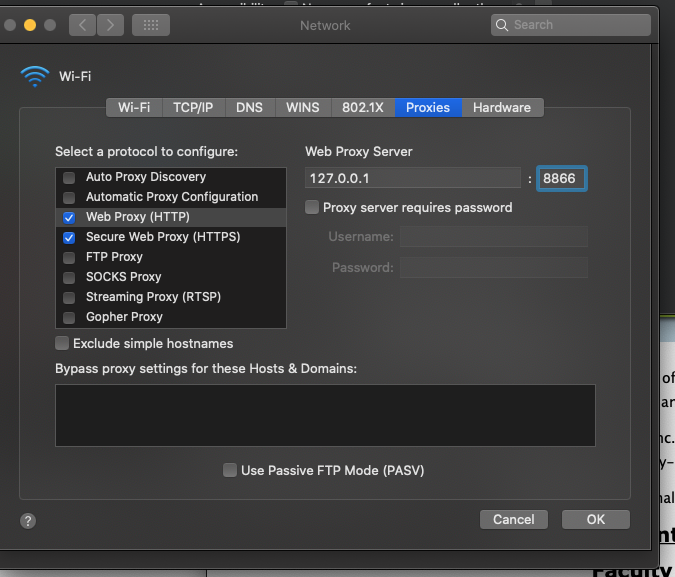 Network
Search
Wi-Fi
Wi-Fi TCP/IP DNS WINS 802.1X Proxies Hardware
Select a protocol to configure:
Auto Proxy Discovery
Automatic Proxy Configuration
Web Proxy (HTTP)
Secure Web Proxy (HTTPS)
FTP Proxy
SOCKS Proxy
Streaming Proxy (RTSP)
Gopher Proxy
Web Proxy Server
127.0.0.1 : 8866
Proxy server requires password
Username:
Password:
Exclude simple hostnames
Bypass proxy settings for these Hosts & Domains:
Use Passive FTP Mode (PASV)
?
Cancel OK
of
Faculty